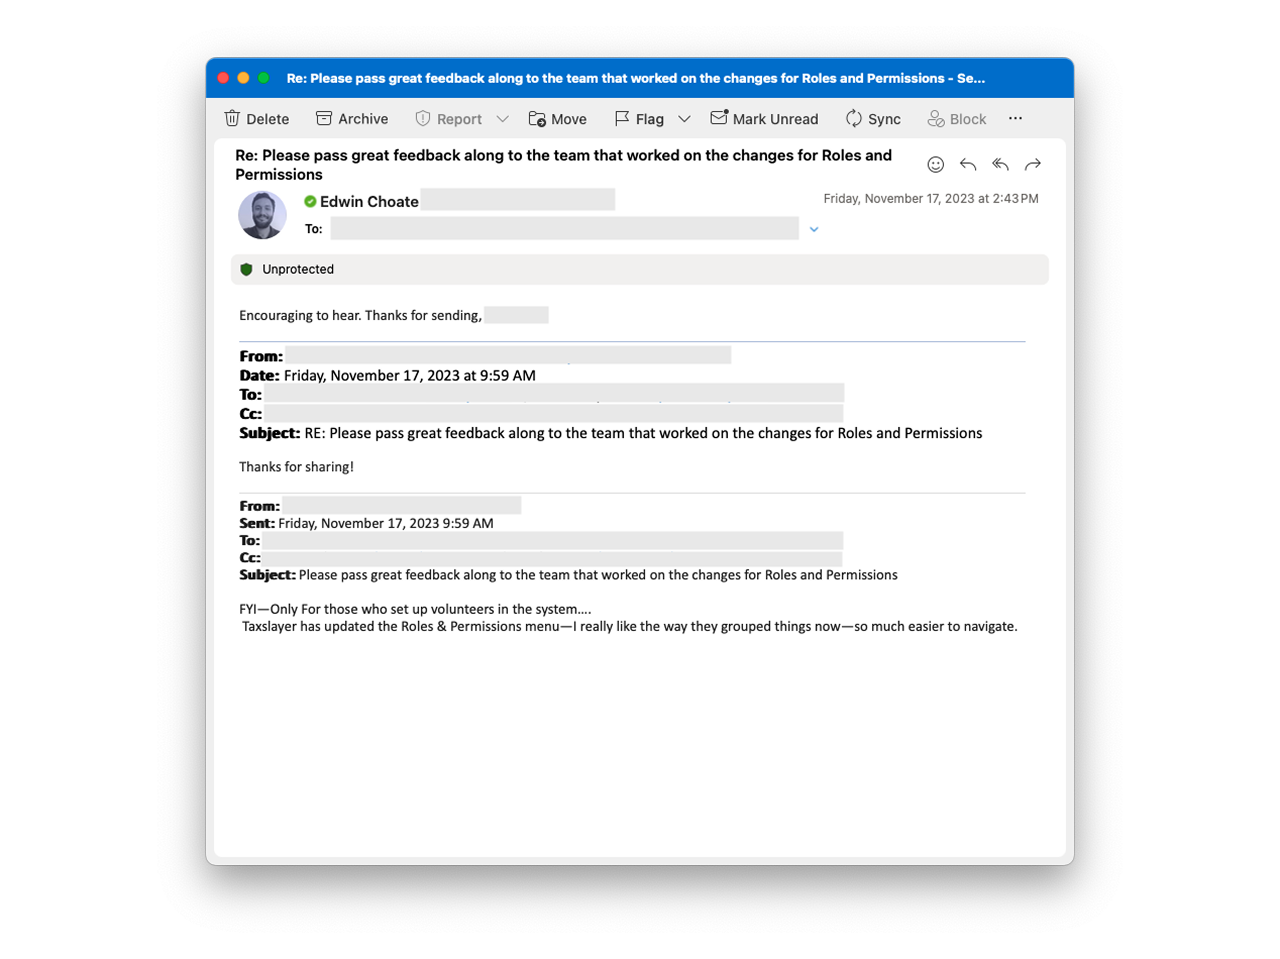 Re: Please pass great feedback along to the team that worked on the changes for Roles and Permissions - Se...
Delete Archive Report Move Flag Mark Unread Sync Block ...
Re: Please pass great feedback along to the team that worked on the changes for Roles and
Permissions
Edwin Choate
Friday, November 17, 2023 at 2:43 PM
To:
Unprotected
Encouraging to hear. Thanks for sending,
From:
Date: Friday, November 17, 2023 at 9:59 AM
To:
Cc:
Subject: RE: Please pass great feedback along to the team that worked on the changes for Roles and Permissions
Thanks for sharing!
From:
Sent: Friday, November 17, 2023 9:59 AM
To:
Cc:
Subject: Please pass great feedback along to the team that worked on the changes for Roles and Permissions
FYI—Only For those who set up volunteers in the system....
Taxslayer has updated the Roles & Permissions menu—I really like the way they grouped things now—so much easier to navigate.